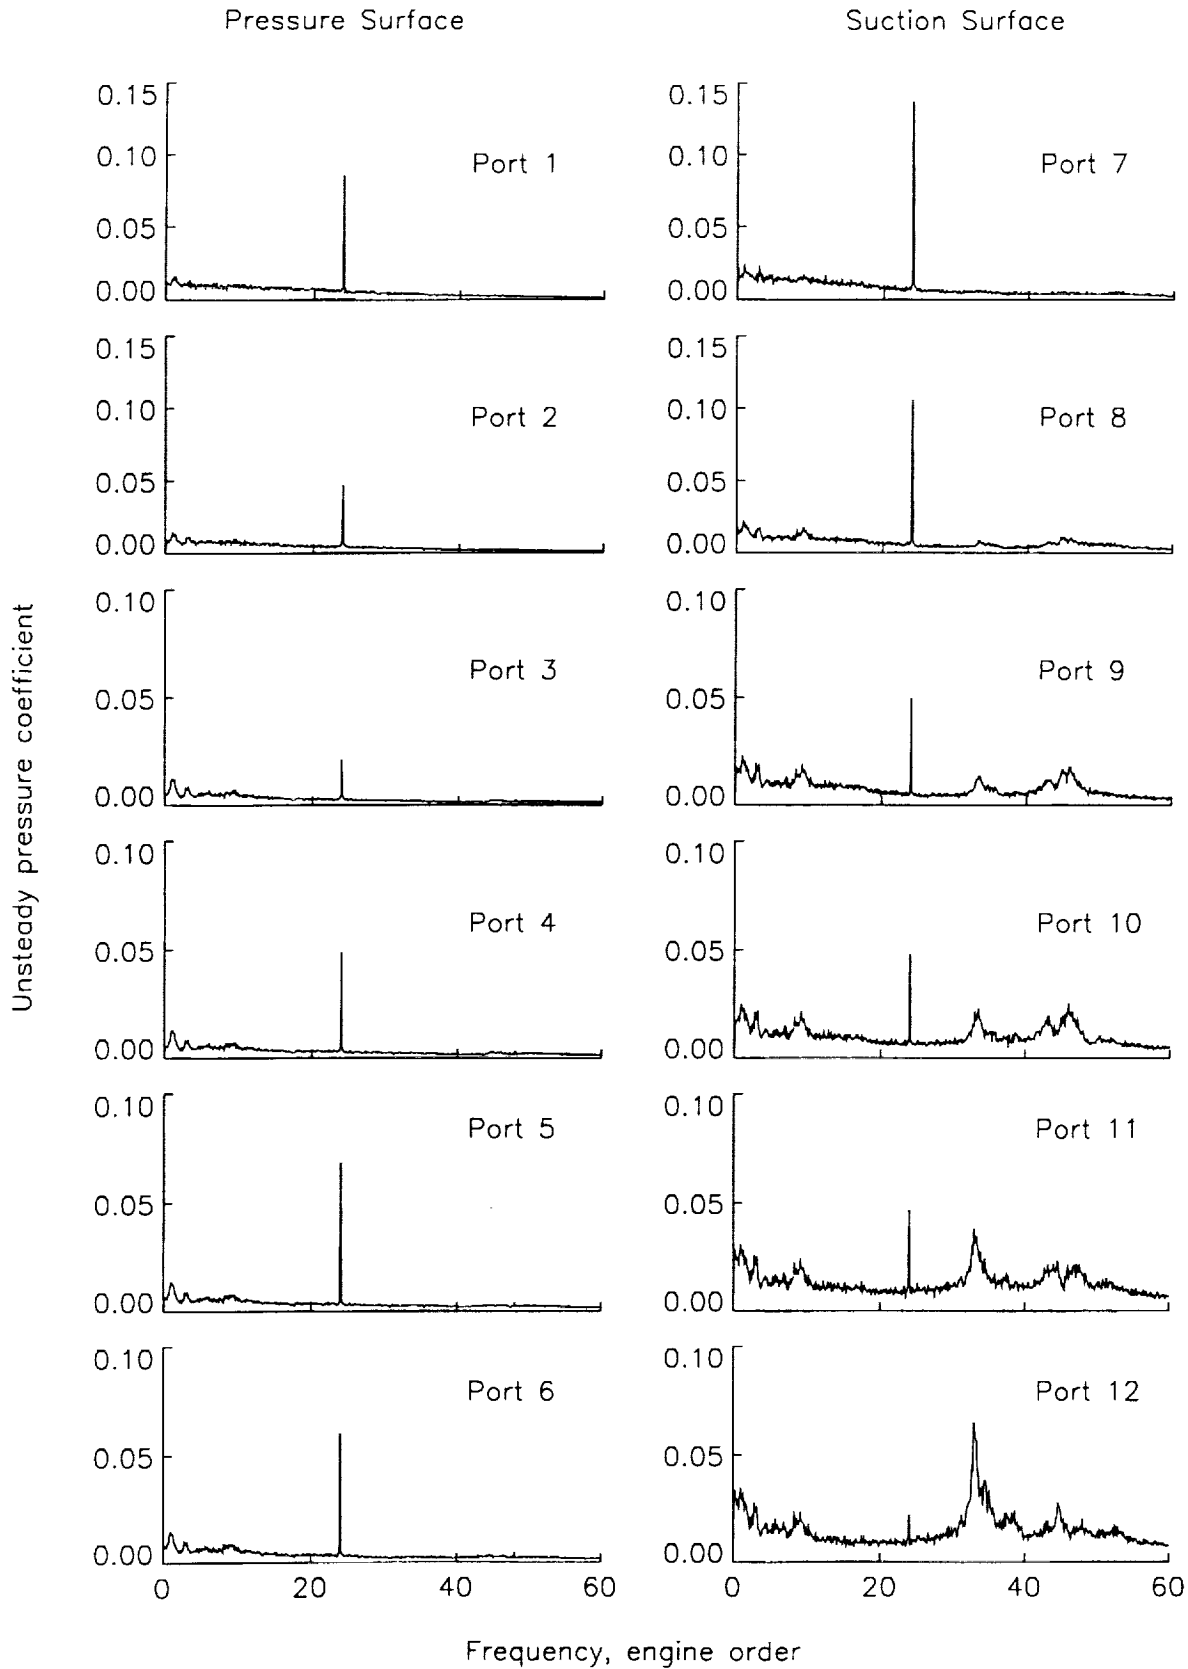 Pressure Surface
Suction Surface
Unsteady pressure coefficient
0.15
0.10
0.05
0.00
Port 1
0.15
0.10
0.05
0.00
Port 7
0.15
0.10
0.05
0.00
Port 2
0.15
0.10
0.05
0.00
Port 8
0.10
0.05
0.00
Port 3
0.10
0.05
0.00
Port 9
0.10
0.05
0.00
Port 4
0.10
0.05
0.00
Port 10
0.10
0.05
0.00
Port 5
0.10
0.05
0.00
Port 11
0.10
0.05
0.00
Port 6
0 20 40 60
0.10
0.05
0.00
Port 12
0 20 40 60
Frequency, engine order